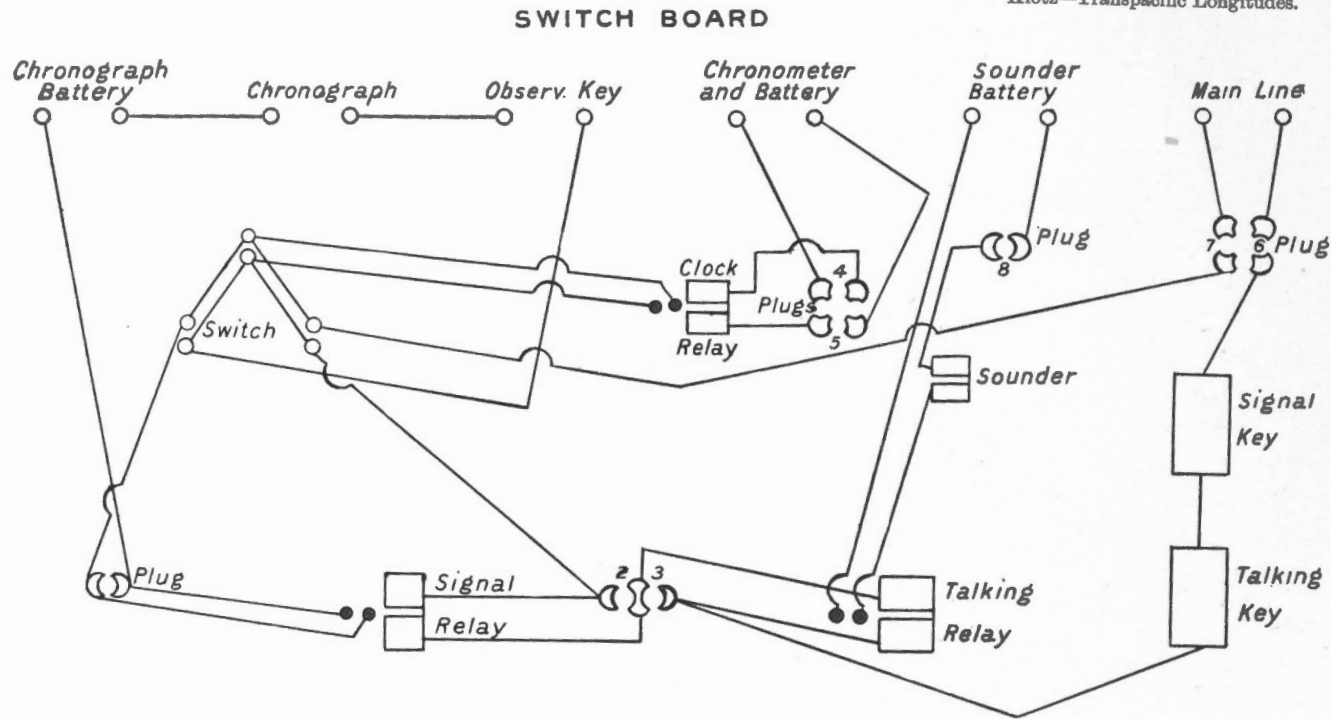 Klotz—Transpacific Longitudes.
SWITCH BOARD
Chronograph
Battery
Chronograph
Observ. Key
Chronometer
and Battery
Sounder
Battery
Main Line
Clock
Relay
Plugs
4
5
Plug
8
7
6
Plug
Switch
Sounder
Signal
Key
Plug
Signal
Relay
2
3
Talking
Relay
Talking
Key